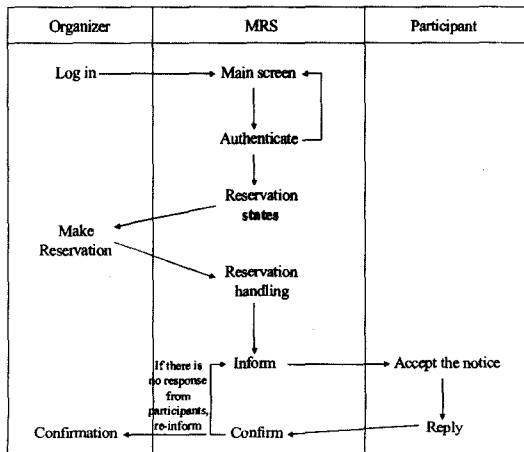 Organizer MRS Participant
Log in Main screen
Authenticate
Reservation
states
Make
Reservation
Reservation
handling
If there is
no response
from
participants,
re-inform
Inform Accept the notice
Reply
Confirmation Confirm